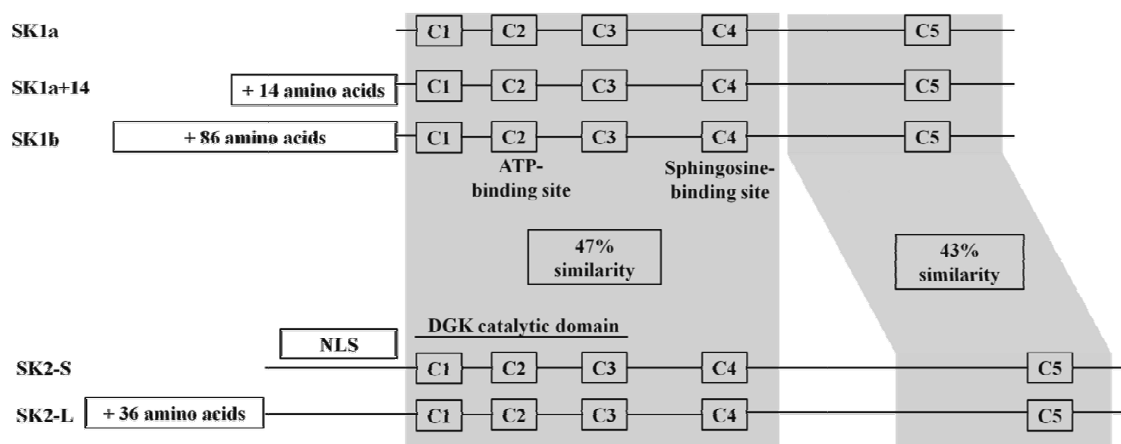 SK1a C1 C2 C3 C4 C5
SK1a+14 + 14 amino acids C1 C2 C3 C4 C5
SK1b + 86 amino acids C1 C2 C3 C4 C5
ATP-
binding site
Sphingosine-
binding site
47%
similarity
43%
similarity
DGK catalytic domain
NLS
SK2-S C1 C2 C3 C4 C5
SK2-L + 36 amino acids C1 C2 C3 C4 C5